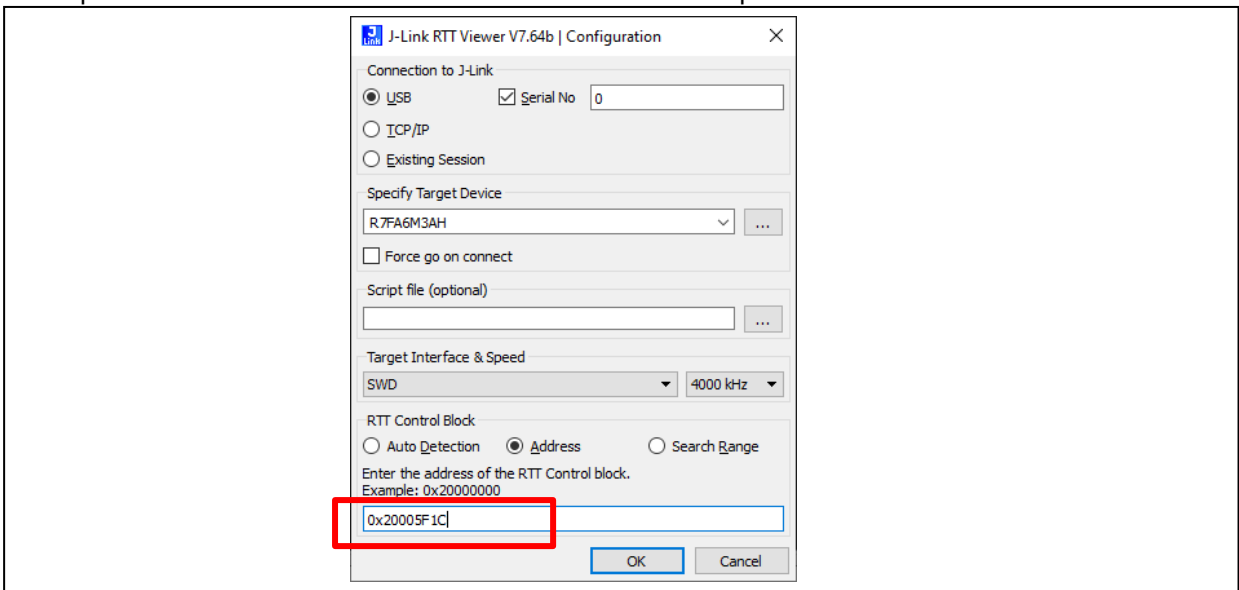 J-Link RTT Viewer V7.64b | Configuration
Connection to J-Link
USB Serial No 0
TCP/IP
Existing Session
Specify Target Device
R7FA6M3AH ...
Force go on connect
Script file (optional)
...
Target Interface & Speed
SWD 4000 kHz
RTT Control Block
Auto Detection Address Search Range
Enter the address of the RTT Control block.
Example: 0x20000000
0x20005F1C
OK Cancel